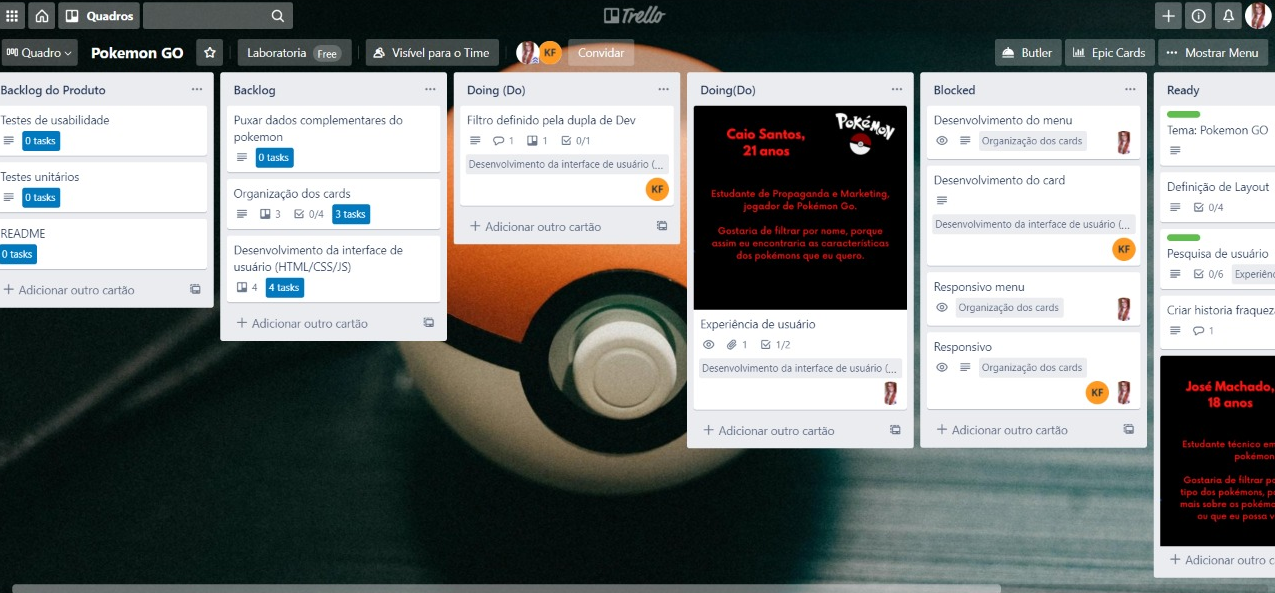 Quadros
Trello
Quadro
Pokemon GO
Laboratoria Free
Visível para o Time
KF
Convidar
Butler
Epic Cards
Mostrar Menu
Backlog do Produto
Testes de usabilidade
0 tasks
Testes unitários
0 tasks
README
0 tasks
+ Adicionar outro cartão
Backlog
Puxar dados complementares do
pokemon
0 tasks
Organização dos cards
3 0/4 3 tasks
Desenvolvimento da interface de
usuário (HTML/CSS/JS)
4 4 tasks
+ Adicionar outro cartão
Doing (Do)
Filtro definido pela dupla de Dev
1 1 0/1
Desenvolvimento da interface de usuário (...
KF
+ Adicionar outro cartão
Doing(Do)
Pokémon
Caio Santos,
21 anos
Estudante de Propaganda e Marketing,
jogador de Pokémon Go.
Gostaria de filtrar por nome, porque
assim eu encontraria as características
dos pokémons que eu quero.
Experiência de usuário
1 1/2
Desenvolvimento da interface de usuário (...
+ Adicionar outro cartão
Blocked
Desenvolvimento do menu
Organização dos cards
Desenvolvimento do card
Desenvolvimento da interface de usuário (...
KF
Responsivo menu
Organização dos cards
Responsivo
Organização dos cards
KF
+ Adicionar outro cartão
Ready
Tema: Pokemon GO
Definição de Layout
0/4
Pesquisa de usuário
0/6 Experiênc
Criar historia fraquez
1
José Machado,
18 anos
Estudante técnico em
pokémon
Gostaria de filtrar po
tipo dos pokémons, p
mais sobre os pokémo
ou que eu possa v
+ Adicionar outro c